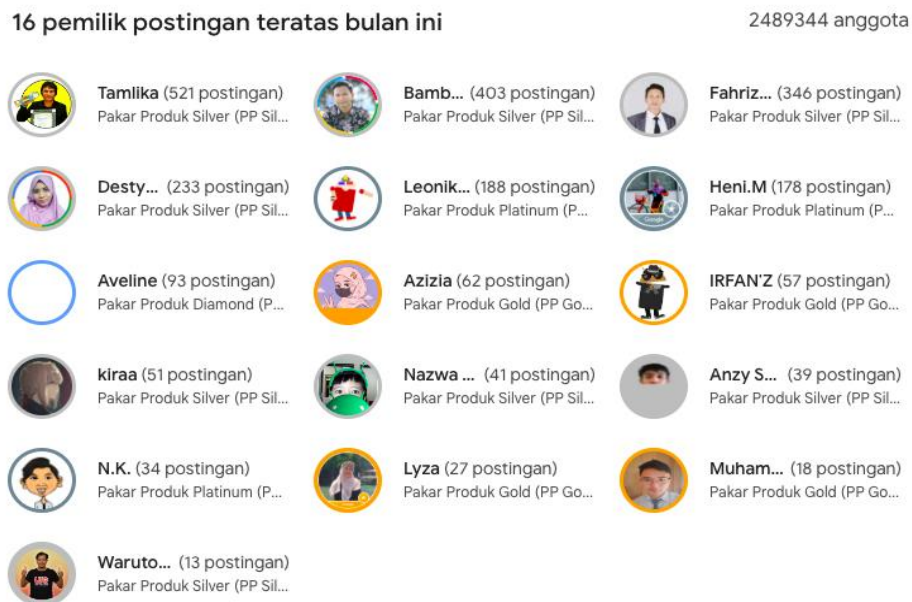 16 pemilik postingan teratas bulan ini
2489344 anggota
Tamlika (521 postingan)
Pakar Produk Silver (PP Sil...
Bamb... (403 postingan)
Pakar Produk Silver (PP Sil...
Fahriz... (346 postingan)
Pakar Produk Silver (PP Sil...
Desty... (233 postingan)
Pakar Produk Silver (PP Sil...
Leonik... (188 postingan)
Pakar Produk Platinum (P...
Heni.M (178 postingan)
Pakar Produk Platinum (P...
Aveline (93 postingan)
Pakar Produk Diamond (P...
Azizia (62 postingan)
Pakar Produk Gold (PP Go...
IRFAN'Z (57 postingan)
Pakar Produk Gold (PP Go...
kiraa (51 postingan)
Pakar Produk Silver (PP Sil...
Nazwa ... (41 postingan)
Pakar Produk Silver (PP Sil...
Anzy S... (39 postingan)
Pakar Produk Silver (PP Sil...
N.K. (34 postingan)
Pakar Produk Platinum (P...
Lyza (27 postingan)
Pakar Produk Gold (PP Go...
Muham... (18 postingan)
Pakar Produk Gold (PP Go...
Waruto... (13 postingan)
Pakar Produk Silver (PP Sil...